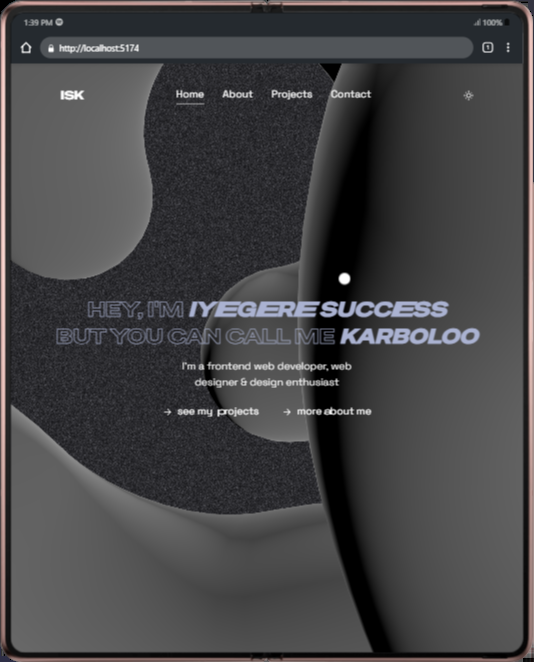 1:39 PM
100%
http://localhost:5174
1
ISK
Home About Projects Contact
HEY, I'M IYEGERE SUCCESS
BUT YOU CAN CALL ME KARBOLOO
I'm a frontend web developer, web
designer & design enthusiast
→ see my projects → more about me